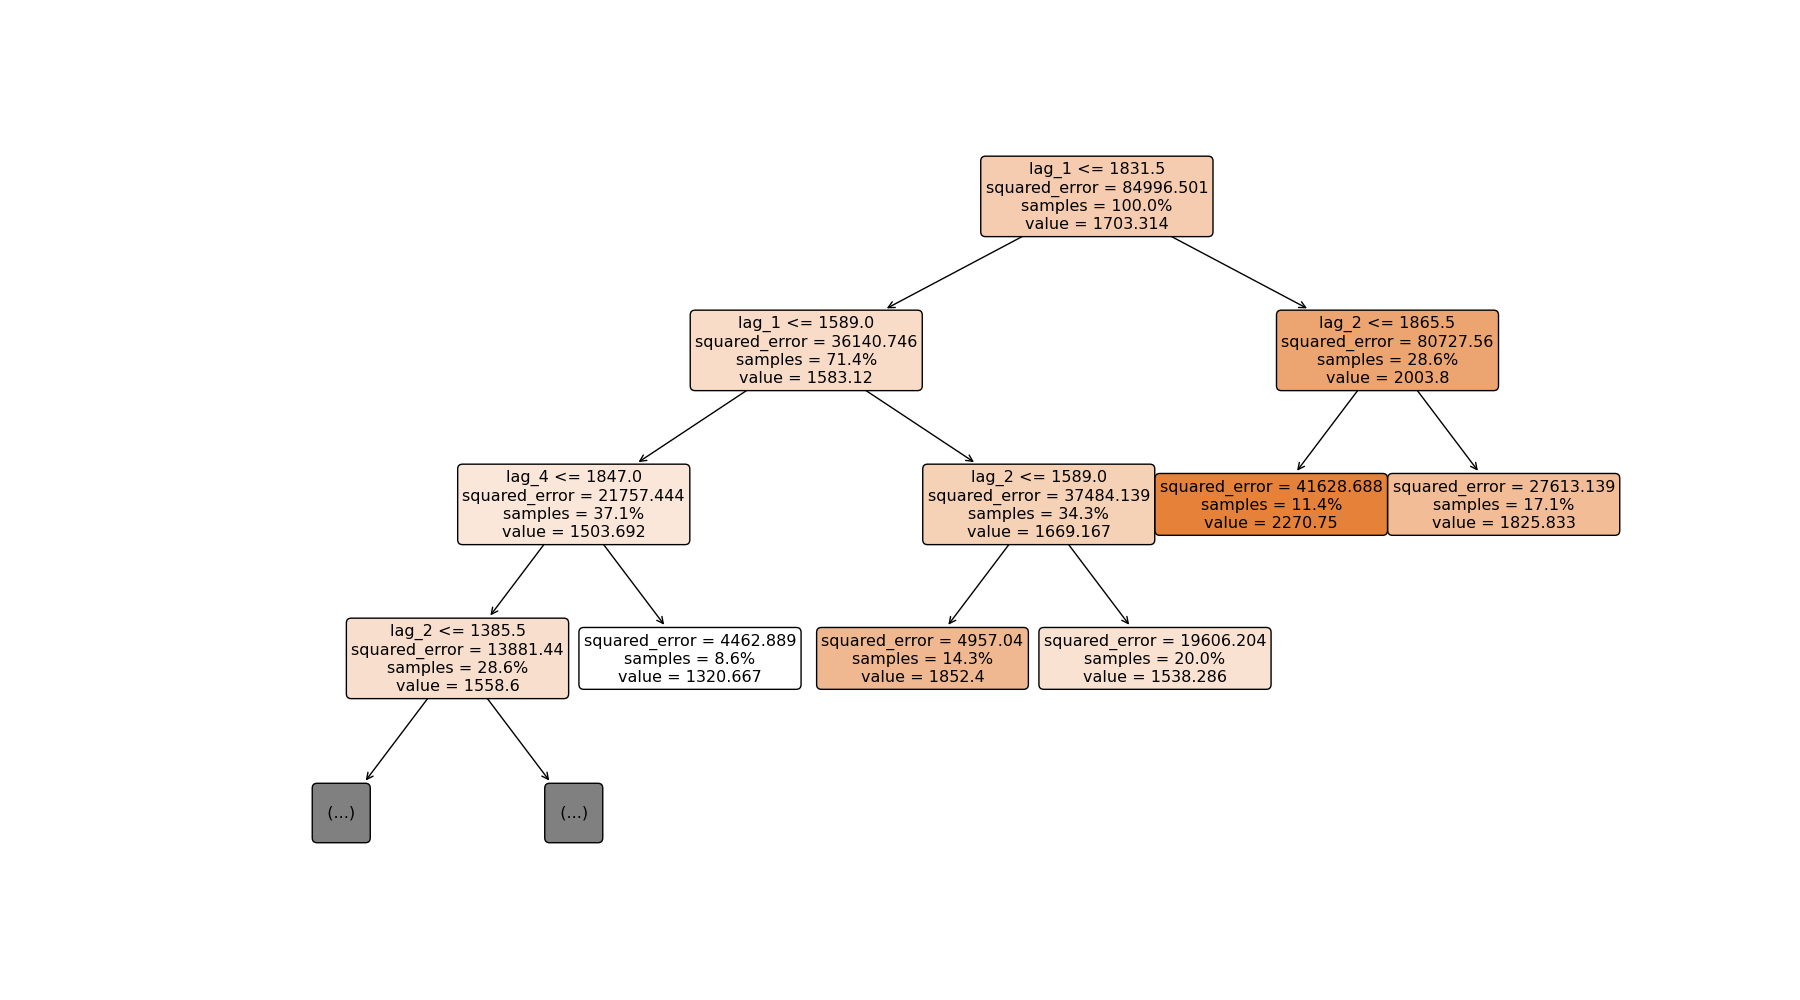 lag_1 <= 1831.5
squared_error = 84996.501
samples = 100.0%
value = 1703.314
lag_1 <= 1589.0
squared_error = 36140.746
samples = 71.4%
value = 1583.12
lag_2 <= 1865.5
squared_error = 80727.56
samples = 28.6%
value = 2003.8
lag_4 <= 1847.0
squared_error = 21757.444
samples = 37.1%
value = 1503.692
lag_2 <= 1589.0
squared_error = 37484.139
samples = 34.3%
value = 1669.167
squared_error = 41628.688
samples = 11.4%
value = 2270.75
squared_error = 27613.139
samples = 17.1%
value = 1825.833
lag_2 <= 1385.5
squared_error = 13881.44
samples = 28.6%
value = 1558.6
squared_error = 4462.889
samples = 8.6%
value = 1320.667
squared_error = 4957.04
samples = 14.3%
value = 1852.4
squared_error = 19606.204
samples = 20.0%
value = 1538.286
(...)
(...)